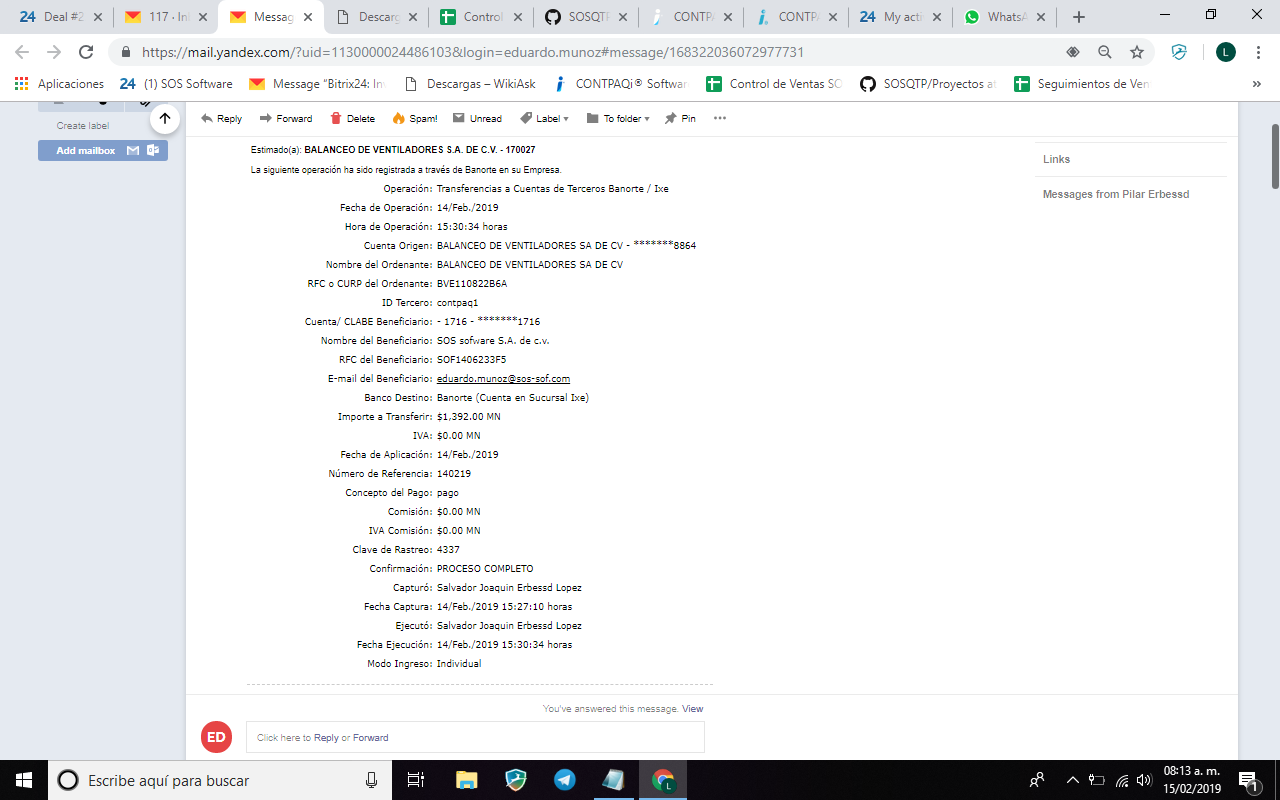 Deal #2
117 · In
Messag
Descarg
Control
SOSQTP
CONTPA
CONTPA
My acti
WhatsA
https://mail.yandex.com/?uid=1130000024486103&login=eduardo.munoz#message/168322036072977731
L
Aplicaciones
24 (1) SOS Software
Message "Bitrix24: In
Descargas – WikiAsk
CONTPAQi® Softwar
Control de Ventas SO
SOSQTP/Proyectos at
Seguimientos de Ven
»
Create label
Add mailbox
Reply
Forward
Delete
Spam!
Unread
Label
To folder
Pin
Estimado(a): BALANCEO DE VENTILADORES S.A. DE C.V. - 170027
La siguiente operación ha sido registrada a través de Banorte en su Empresa.
Operación: Transferencias a Cuentas de Terceros Banorte / Ixe
Fecha de Operación: 14/Feb./2019
Hora de Operación: 15:30:34 horas
Cuenta Origen: BALANCEO DE VENTILADORES SA DE CV - *******8864
Nombre del Ordenante: BALANCEO DE VENTILADORES SA DE CV
RFC o CURP del Ordenante: BVE110822B6A
ID Tercero: contpaq1
Cuenta/ CLABE Beneficiario: - 1716 - *******1716
Nombre del Beneficiario: SOS sofware S.A. de c.v.
RFC del Beneficiario: SOF1406233F5
E-mail del Beneficiario: eduardo.munoz@sos-sof.com
Banco Destino: Banorte (Cuenta en Sucursal Ixe)
Importe a Transferir: $1,392.00 MN
IVA: $0.00 MN
Fecha de Aplicación: 14/Feb./2019
Número de Referencia: 140219
Concepto del Pago: pago
Comisión: $0.00 MN
IVA Comisión: $0.00 MN
Clave de Rastreo: 4337
Confirmación: PROCESO COMPLETO
Capturó: Salvador Joaquin Erbessd Lopez
Fecha Captura: 14/Feb./2019 15:27:10 horas
Ejecutó: Salvador Joaquin Erbessd Lopez
Fecha Ejecución: 14/Feb./2019 15:30:34 horas
Modo Ingreso: Individual
Links
Messages from Pilar Erbessd
You've answered this message. View
ED
Click here to Reply or Forward
Escribe aquí para buscar
08:13 a. m.
15/02/2019
1